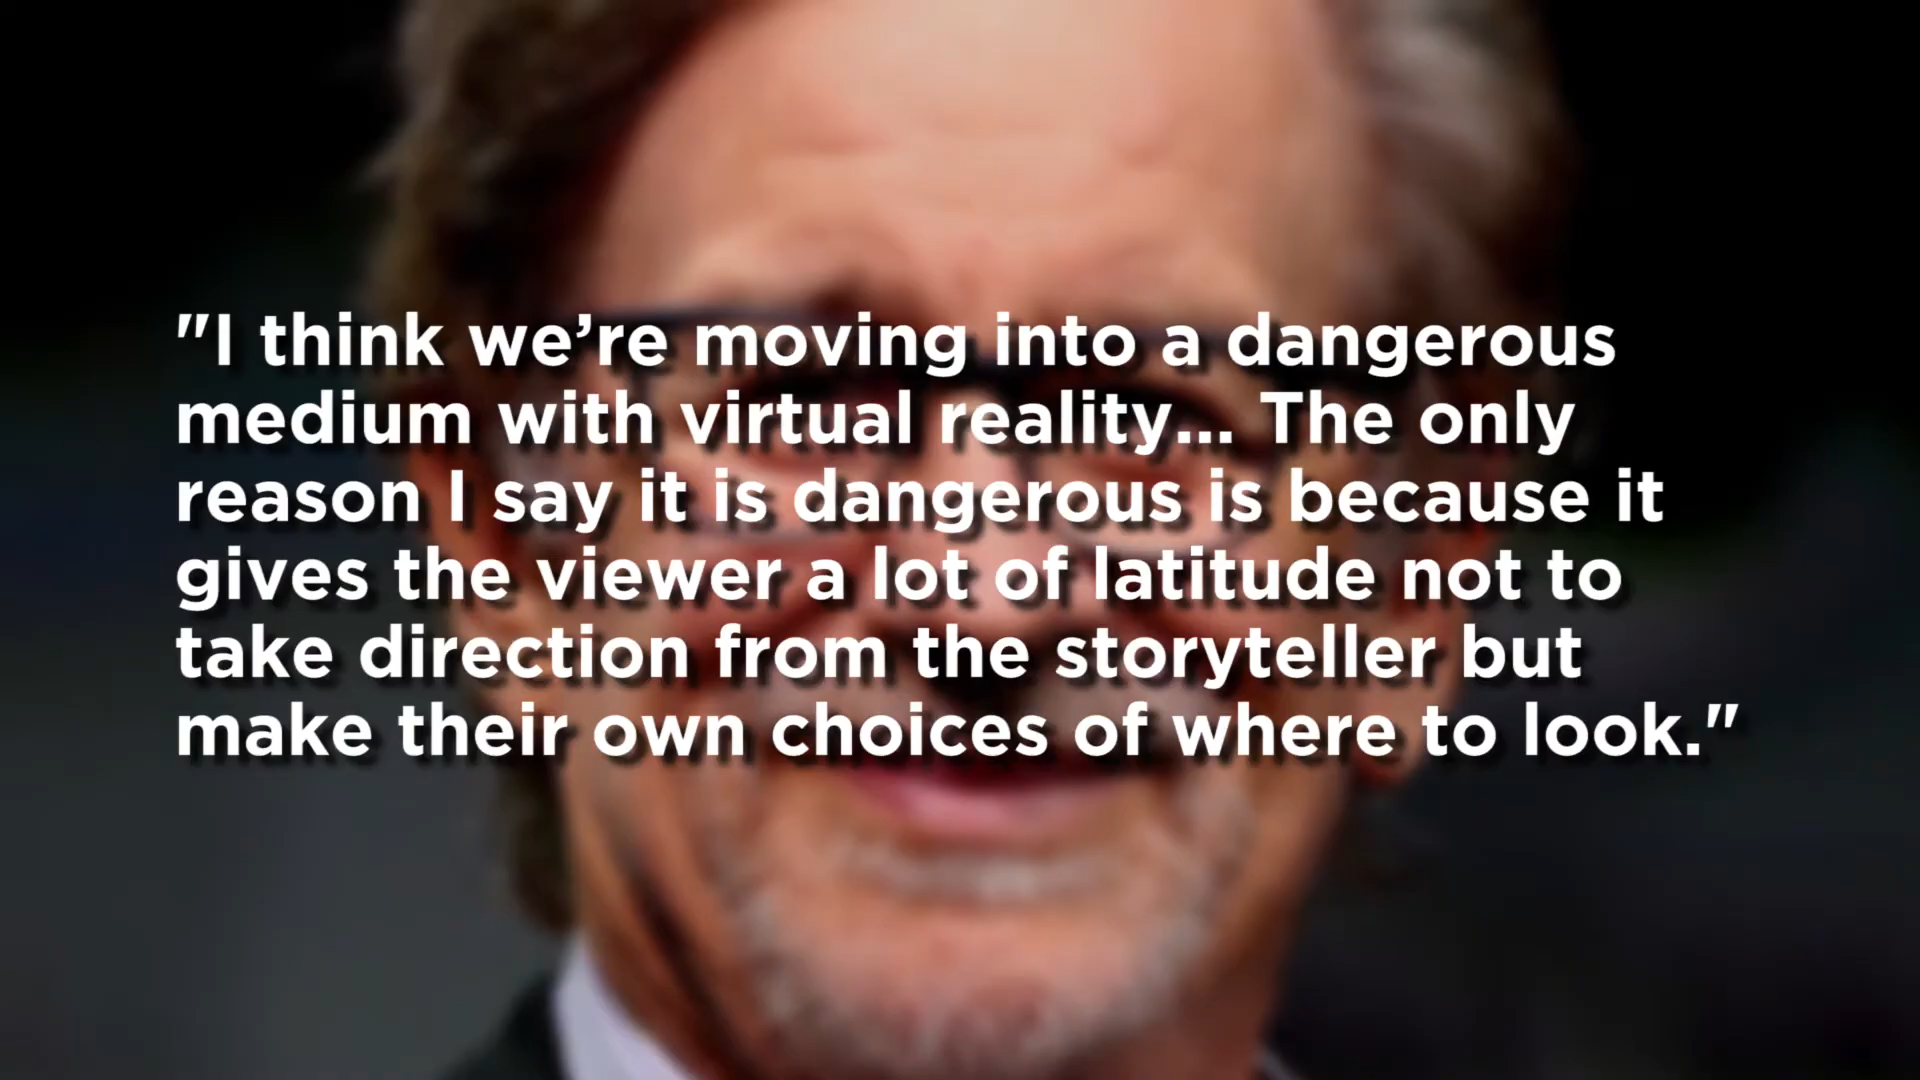 "I think we’re moving into a dangerous
medium with virtual reality... The only
reason I say it is dangerous is because it
gives the viewer a lot of latitude not to
take direction from the storyteller but
make their own choices of where to look."